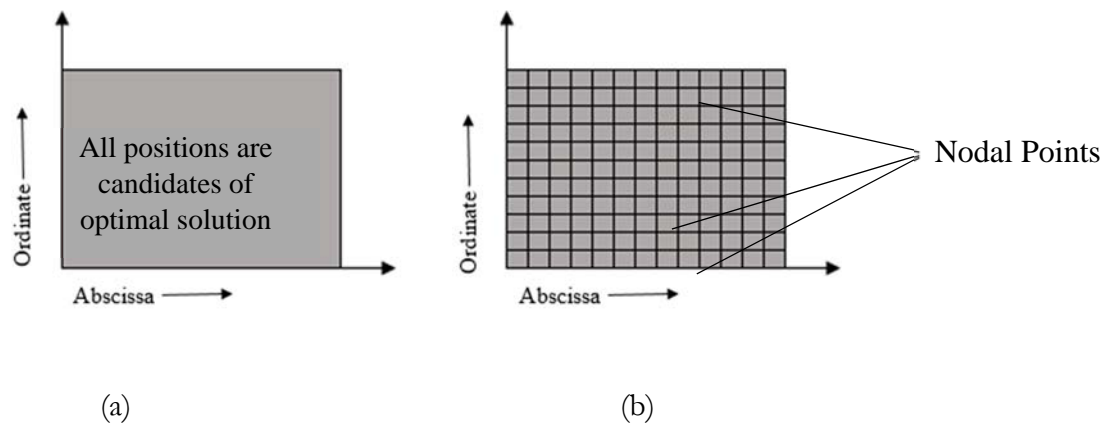 Ordinate
All positions are
candidates of
optimal solution
Abscissa
(a)
Ordinate
Nodal Points
Abscissa
(b)